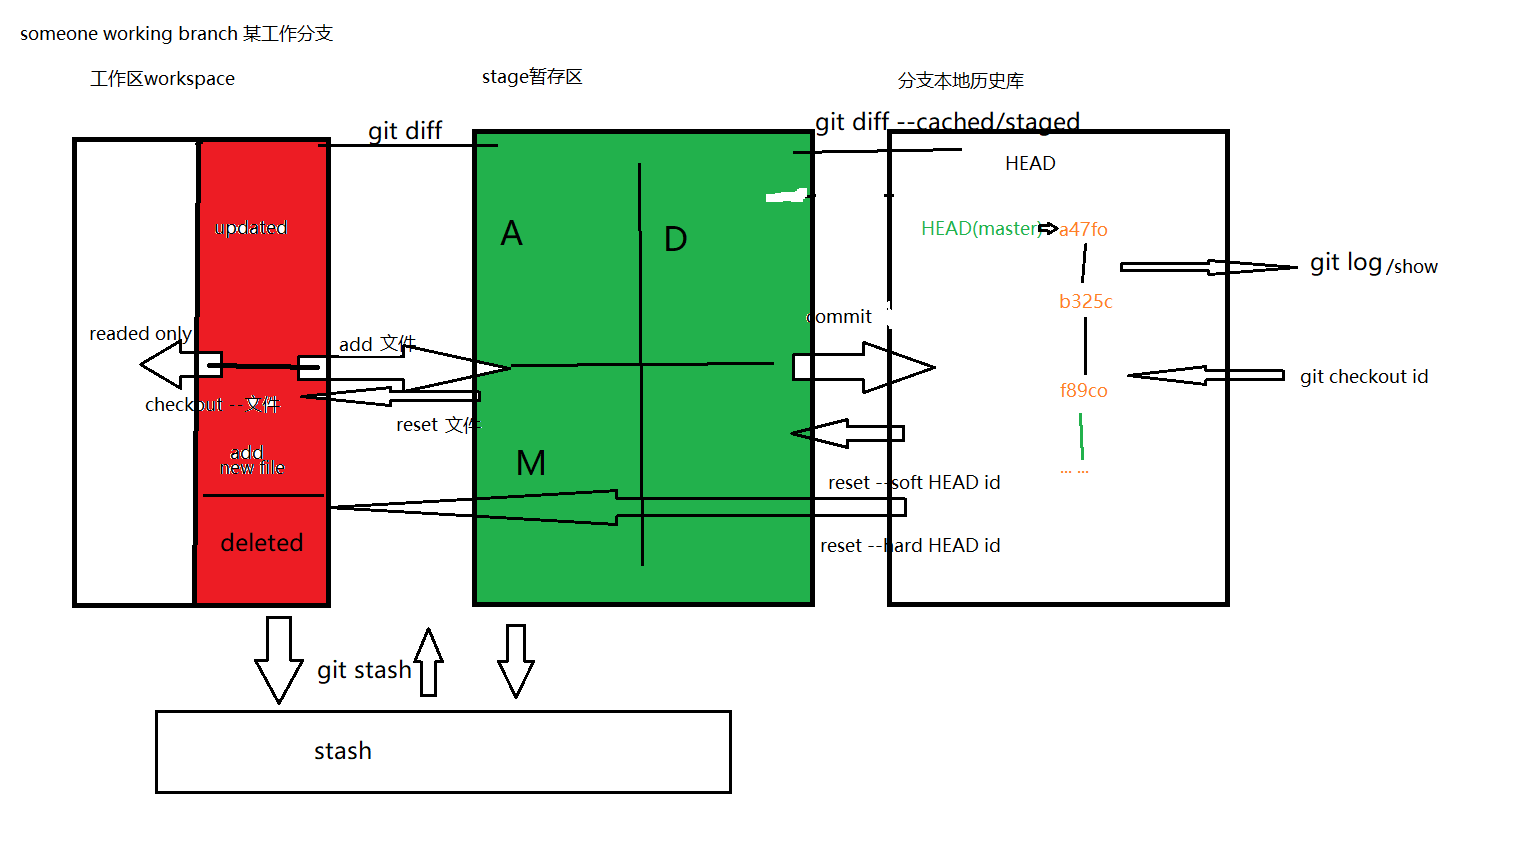 someone working branch 某工作分支
工作区workspace
stage暂存区
分支本地历史库
git diff
git diff --cached/staged
HEAD
updated
A
D
HEAD(master)
a47fo
git log /show
b325c
readed only
add 文件
commit
checkout --文件
reset 文件
f89co
git checkout id
add
new file
M
... ...
reset --soft HEAD id
deleted
reset --hard HEAD id
git stash
stash